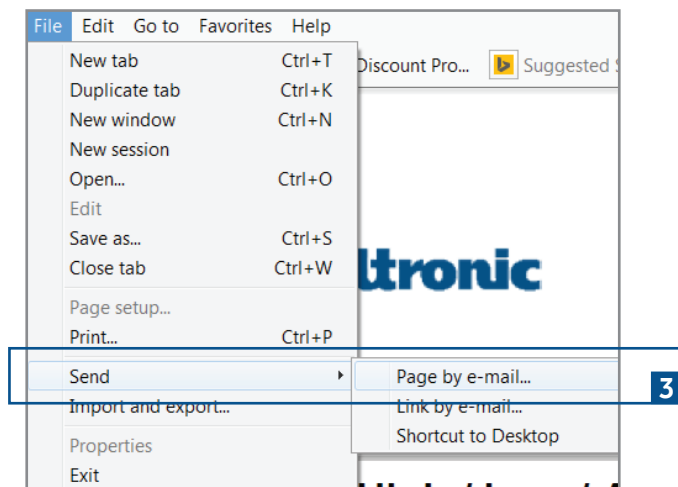 File Edit Go to Favorites Help
New tab Ctrl+T
Discount Pro... Suggested
Duplicate tab Ctrl+K
New window Ctrl+N
New session
Open... Ctrl+O
Edit
Save as... Ctrl+S
Close tab Ctrl+W
ltronic
Page setup...
Print... Ctrl+P
Send Page by e-mail... 3
Import and export... Link by e-mail...
Properties Shortcut to Desktop
Exit